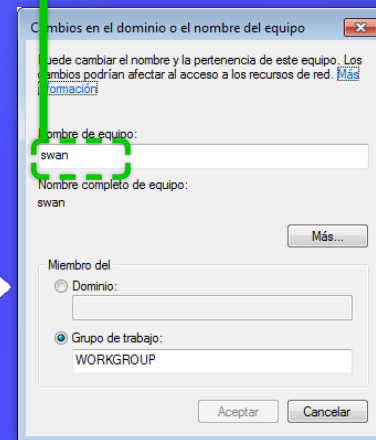 Cambios en el dominio o el nombre del equipo
Puede cambiar el nombre y la pertenencia de este equipo. Los
cambios podrían afectar al acceso a los recursos de red. Más
información
Nombre de equipo:
swan
Nombre completo de equipo:
swan
Más...
Miembro del
Dominio:
Grupo de trabajo:
WORKGROUP
Aceptar
Cancelar